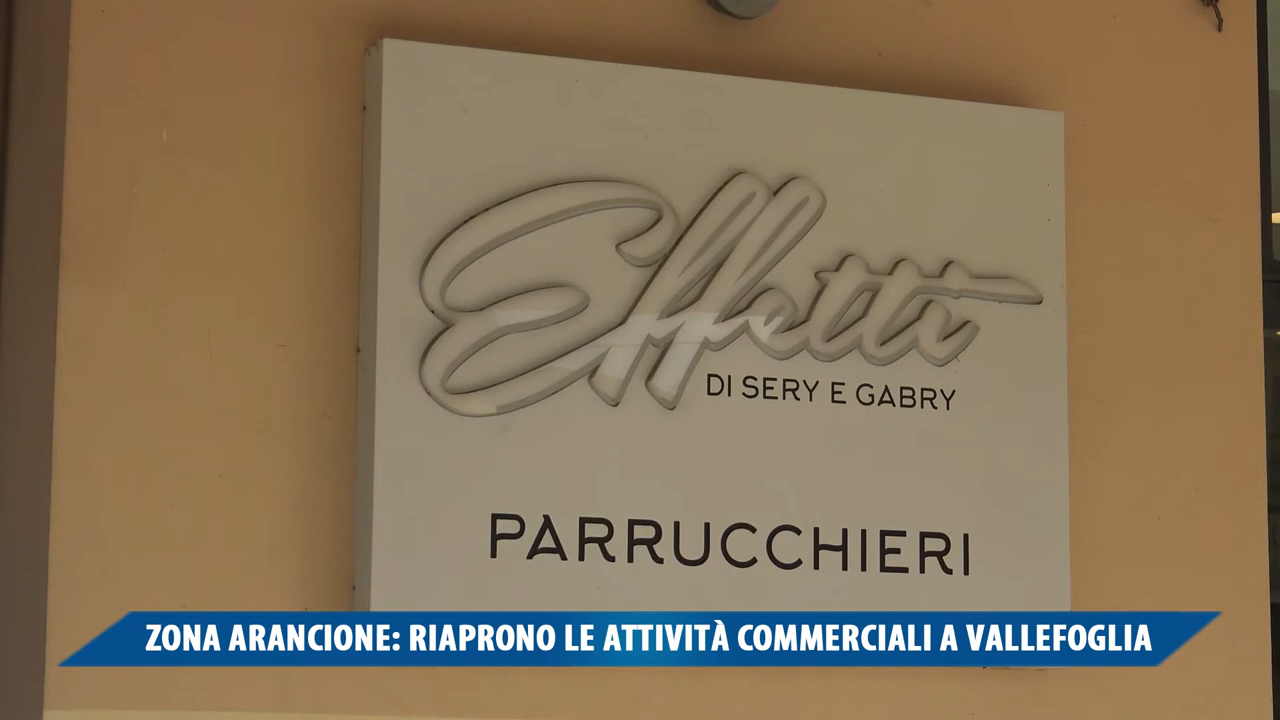 Effetti
DI SERY E GABRY
PARRUCCHIERI
ZONA ARANCIONE: RIAPRONO LE ATTIVITÀ COMMERCIALI A VALLEFOGLIA